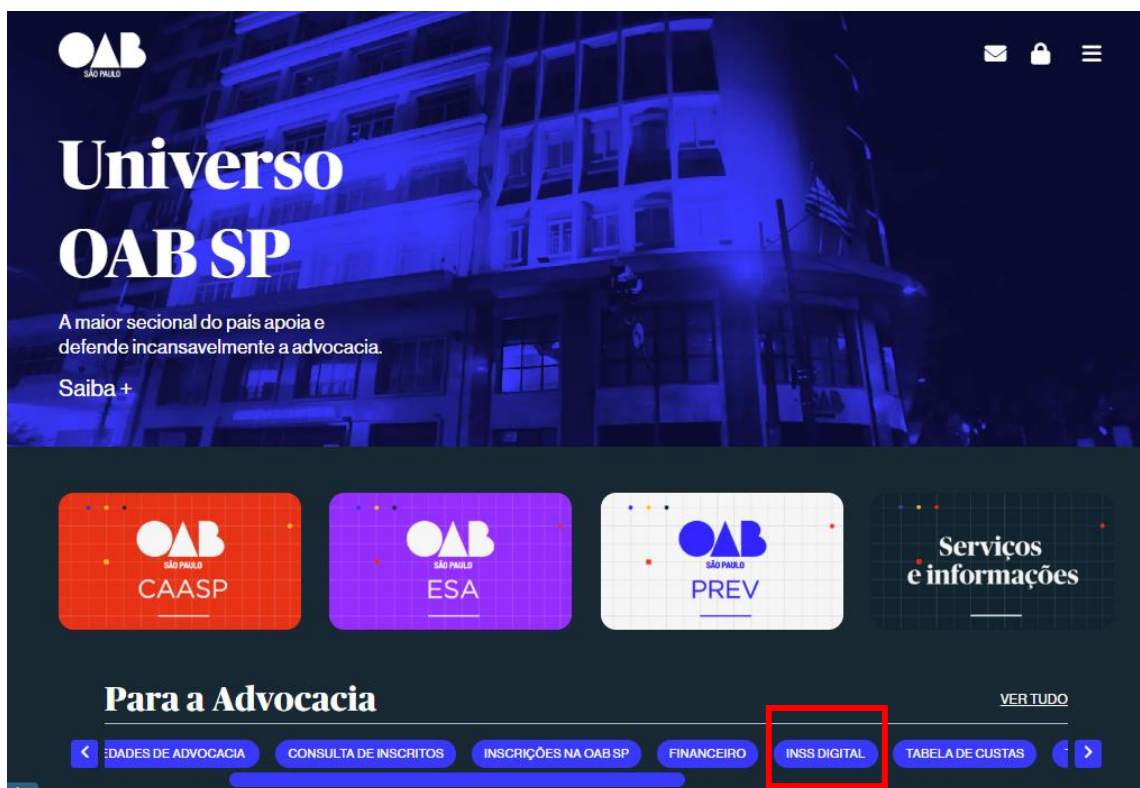 OAB
SÃO PAULO
Universo
OAB SP
A maior secional do país apoia e
defende incansavelmente a advocacia.
Saiba +
OAB
SÃO PAULO
CAASP
OAB
SÃO PAULO
ESA
OAB
SÃO PAULO
PREV
Serviços
e informações
Para a Advocacia
VER TUDO
EDADES DE ADVOCACIA
CONSULTA DE INSCRITOS
INSCRIÇÕES NA OAB SP
FINANCEIRO
INSS DIGITAL
TABELA DE CUSTAS